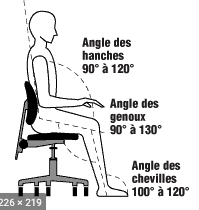 Angle des
hanches
90° à 120°
Angle des
genoux
90° à 130°
Angle des
chevilles
100° à 120°
226 × 219